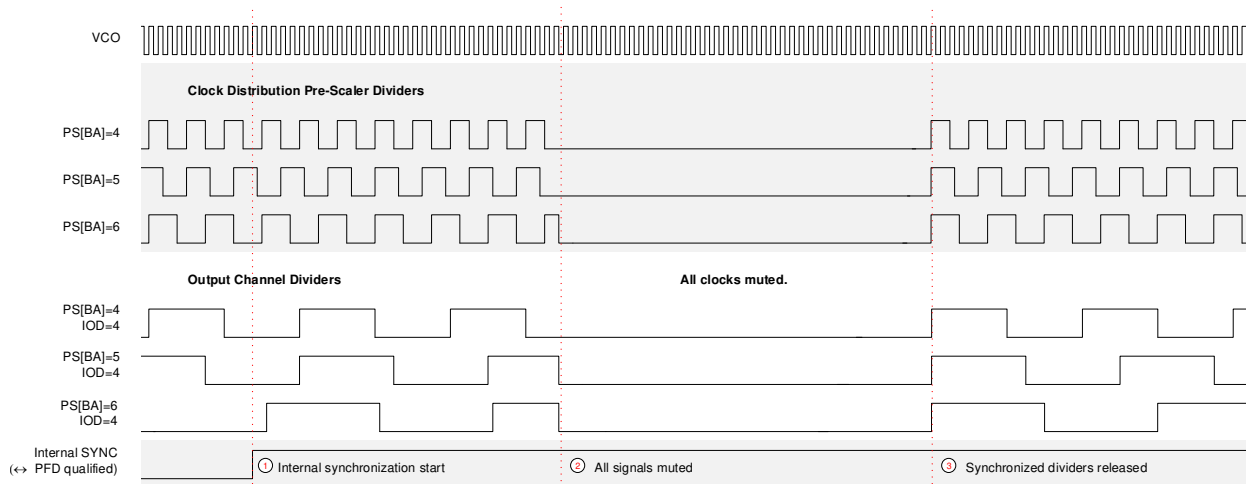 VCO
Clock Distribution Pre-Scaler Dividers
PS[BA]=4
PS[BA]=5
PS[BA]=6
Output Channel Dividers
All clocks muted.
PS[BA]=4
IOD=4
PS[BA]=5
IOD=4
PS[BA]=6
IOD=4
Internal SYNC
(↔ PFD qualified)
1 Internal synchronization start
2 All signals muted
3 Synchronized dividers released